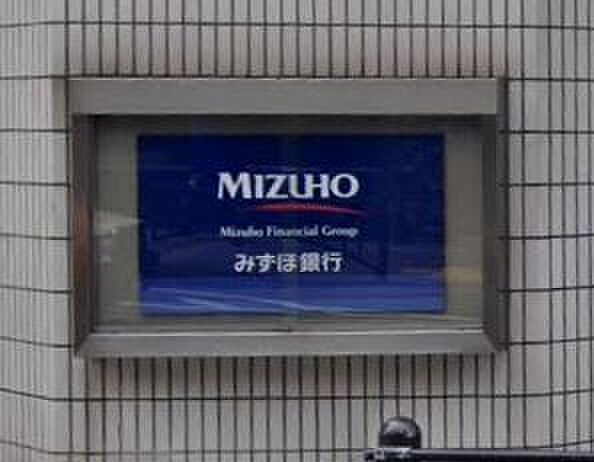 MIZUHO
Mizuho Financial Group
みずほ銀行